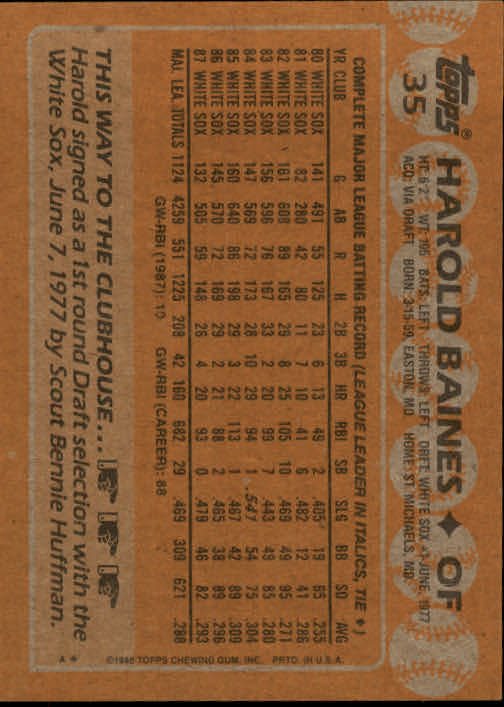 topps®
35
HAROLD BAINES ◆ OF
HT: 6'2" WT: 195 BATS: LEFT THROWS: LEFT DRFT: WHITE SOX #1-JUNE, 1977
ACQ: VIA DRAFT BORN: 3-15-59, EASTON, MD HOME: ST. MICHAELS, MD
COMPLETE MAJOR LEAGUE BATTING RECORD (LEAGUE LEADER IN ITALICS, TIE ◆)
YR CLUB G AB R H 2B 3B HR RBI SB SLG BB SO AVG
80 WHITE SOX 141 491 55 125 23 6 13 49 2 .405 19 65 .255
81 WHITE SOX 82 280 42 80 11 7 10 41 6 .482 12 41 .286
82 WHITE SOX 161 608 89 165 29 8 25 105 10 .469 49 95 .271
83 WHITE SOX 156 596 76 167 33 2 20 99 7 .443 49 85 .280
84 WHITE SOX 147 569 72 173 28 10 29 94 1 .547 54 75 .304
85 WHITE SOX 160 640 86 198 29 3 22 113 1 .467 42 89 .309
86 WHITE SOX 145 570 72 169 29 2 21 88 2 .465 38 89 .296
87 WHITE SOX 132 505 59 148 26 4 20 93 0 .479 46 82 .293
MAJ. LEA. TOTALS 1124 4259 551 1225 208 42 160 682 29 .469 309 621 .288
GW-RBI (1987): 10 GW-RBI (CAREER): 88
THIS WAY TO THE CLUBHOUSE...
Harold signed as a 1st round Draft selection with the
White Sox, June 7, 1977 by Scout Bennie Huffman.
©1988 TOPPS CHEWING GUM, INC. PRTD. IN U.S.A.
A *